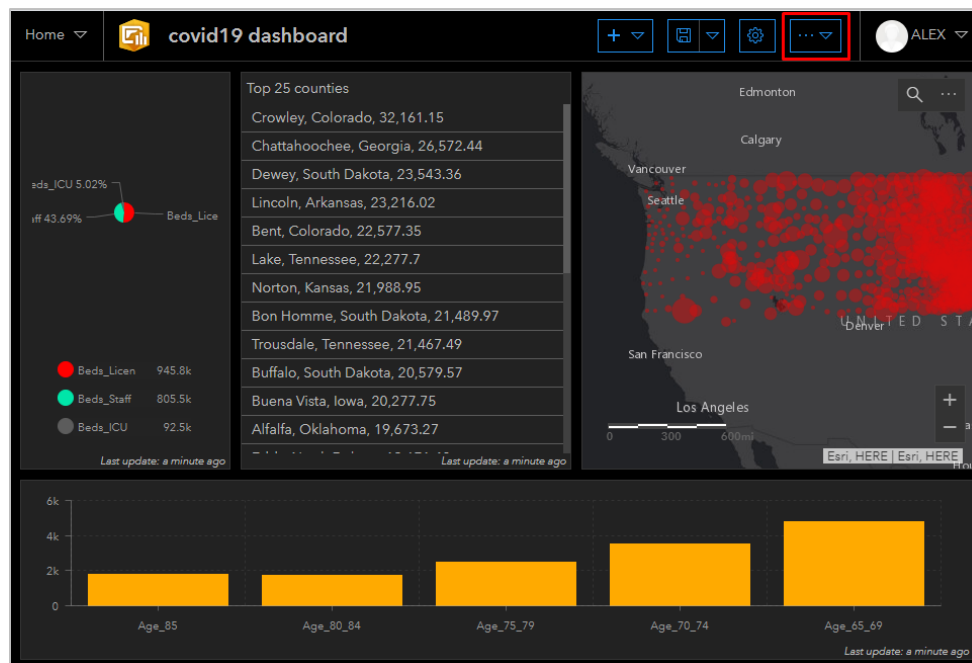 Home
covid19 dashboard
ALEX
eds_ICU 5.02%
ff 43.69%
Beds_Lice
Beds_Licen 945.8k
Beds_Staff 805.5k
Beds_ICU 92.5k
Last update: a minute ago
Top 25 counties
Crowley, Colorado, 32,161.15
Chattahoochee, Georgia, 26,572.44
Dewey, South Dakota, 23,543.36
Lincoln, Arkansas, 23,216.02
Bent, Colorado, 22,577.35
Lake, Tennessee, 22,277.7
Norton, Kansas, 21,988.95
Bon Homme, South Dakota, 21,489.97
Trousdale, Tennessee, 21,467.49
Buffalo, South Dakota, 20,579.57
Buena Vista, Iowa, 20,277.75
Alfalfa, Oklahoma, 19,673.27
Last update: a minute ago
Edmonton
Calgary
Vancouver
Seattle
UNITED STA
Denver
San Francisco
Los Angeles
0 300 600mi
Esri, HERE | Esri, HERE
6k
4k
2k
0
Age_85 Age_80_84 Age_75_79 Age_70_74 Age_65_69
Last update: a minute ago